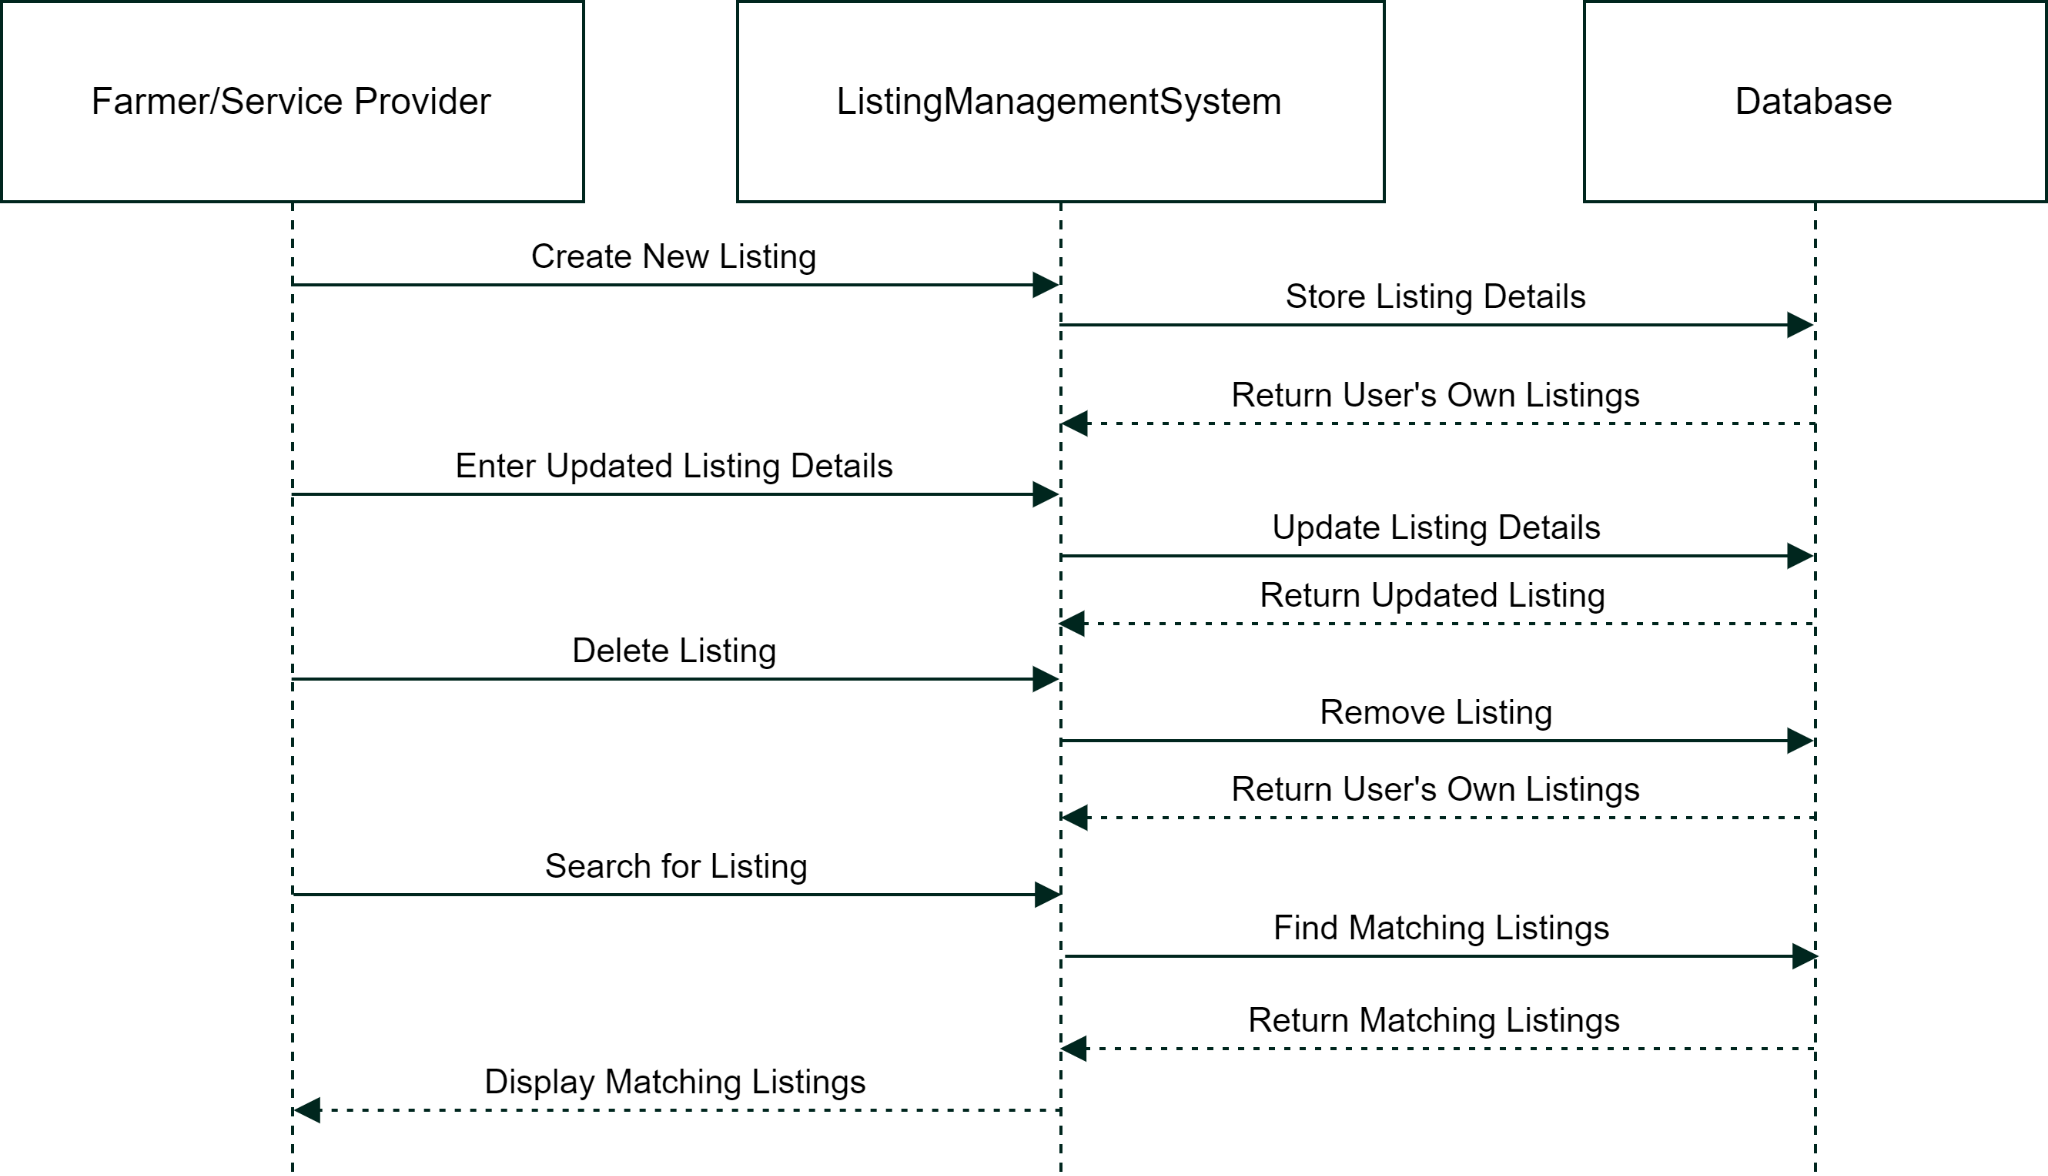 Farmer/Service Provider
ListingManagementSystem
Database
Create New Listing
Store Listing Details
Return User's Own Listings
Enter Updated Listing Details
Update Listing Details
Return Updated Listing
Delete Listing
Remove Listing
Return User's Own Listings
Search for Listing
Find Matching Listings
Return Matching Listings
Display Matching Listings